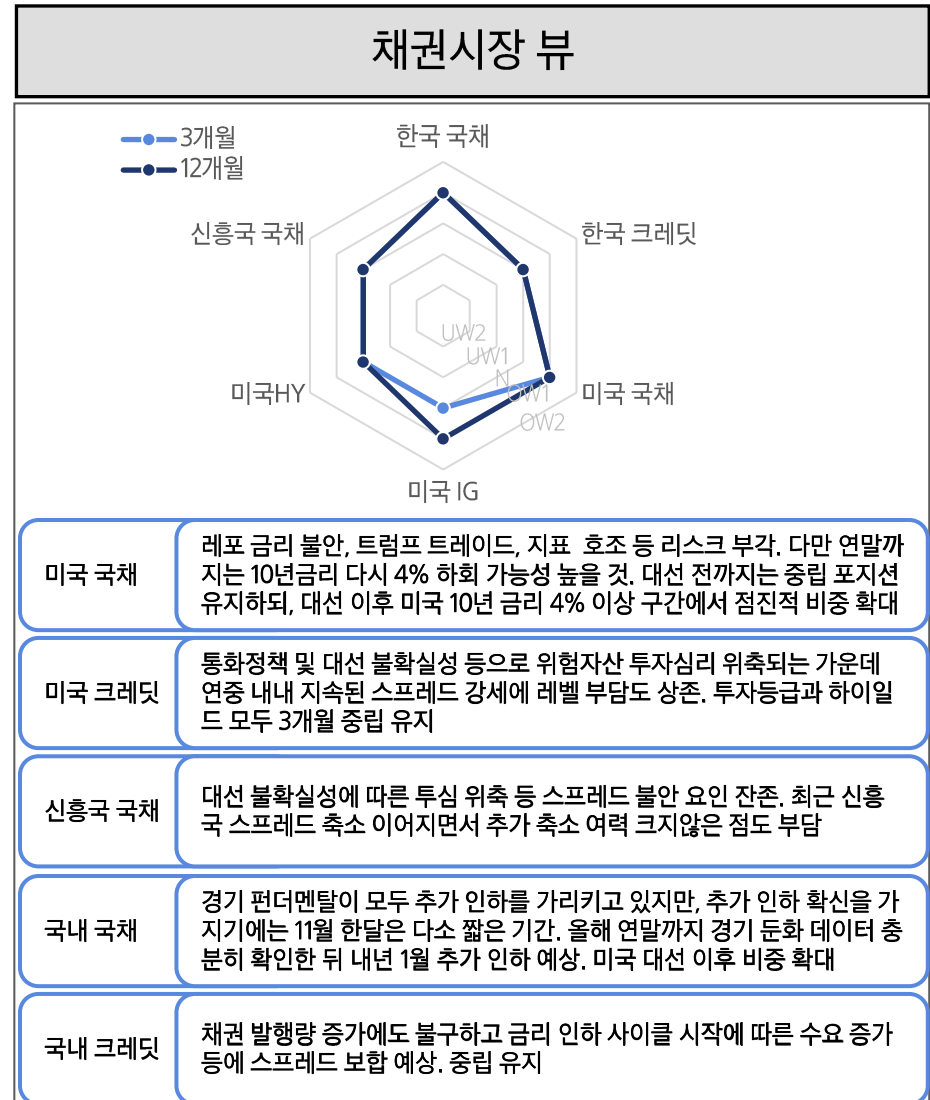 채권시장 뷰
3개월
12개월
한국 국채
신흥국 국채
한국 크레딧
UW2
UW1
N
OW1
OW2
미국HY
미국 국채
미국 IG
미국 국채
레포 금리 불안, 트럼프 트레이드, 지표 호조 등 리스크 부각. 다만 연말까
지는 10년금리 다시 4% 하회 가능성 높을 것. 대선 전까지는 중립 포지션
유지하되, 대선 이후 미국 10년 금리 4% 이상 구간에서 점진적 비중 확대
미국 크레딧
통화정책 및 대선 불확실성 등으로 위험자산 투자심리 위축되는 가운데
연중 내내 지속된 스프레드 강세에 레벨 부담도 상존. 투자등급과 하이일
드 모두 3개월 중립 유지
신흥국 국채
대선 불확실성에 따른 투심 위축 등 스프레드 불안 요인 잔존. 최근 신흥
국 스프레드 축소 이어지면서 추가 축소 여력 크지않은 점도 부담
국내 국채
경기 펀더멘탈이 모두 추가 인하를 가리키고 있지만, 추가 인하 확신을 가
지기에는 11월 한달은 다소 짧은 기간. 올해 연말까지 경기 둔화 데이터 충
분히 확인한 뒤 내년 1월 추가 인하 예상. 미국 대선 이후 비중 확대
국내 크레딧
채권 발행량 증가에도 불구하고 금리 인하 사이클 시작에 따른 수요 증가
등에 스프레드 보합 예상. 중립 유지